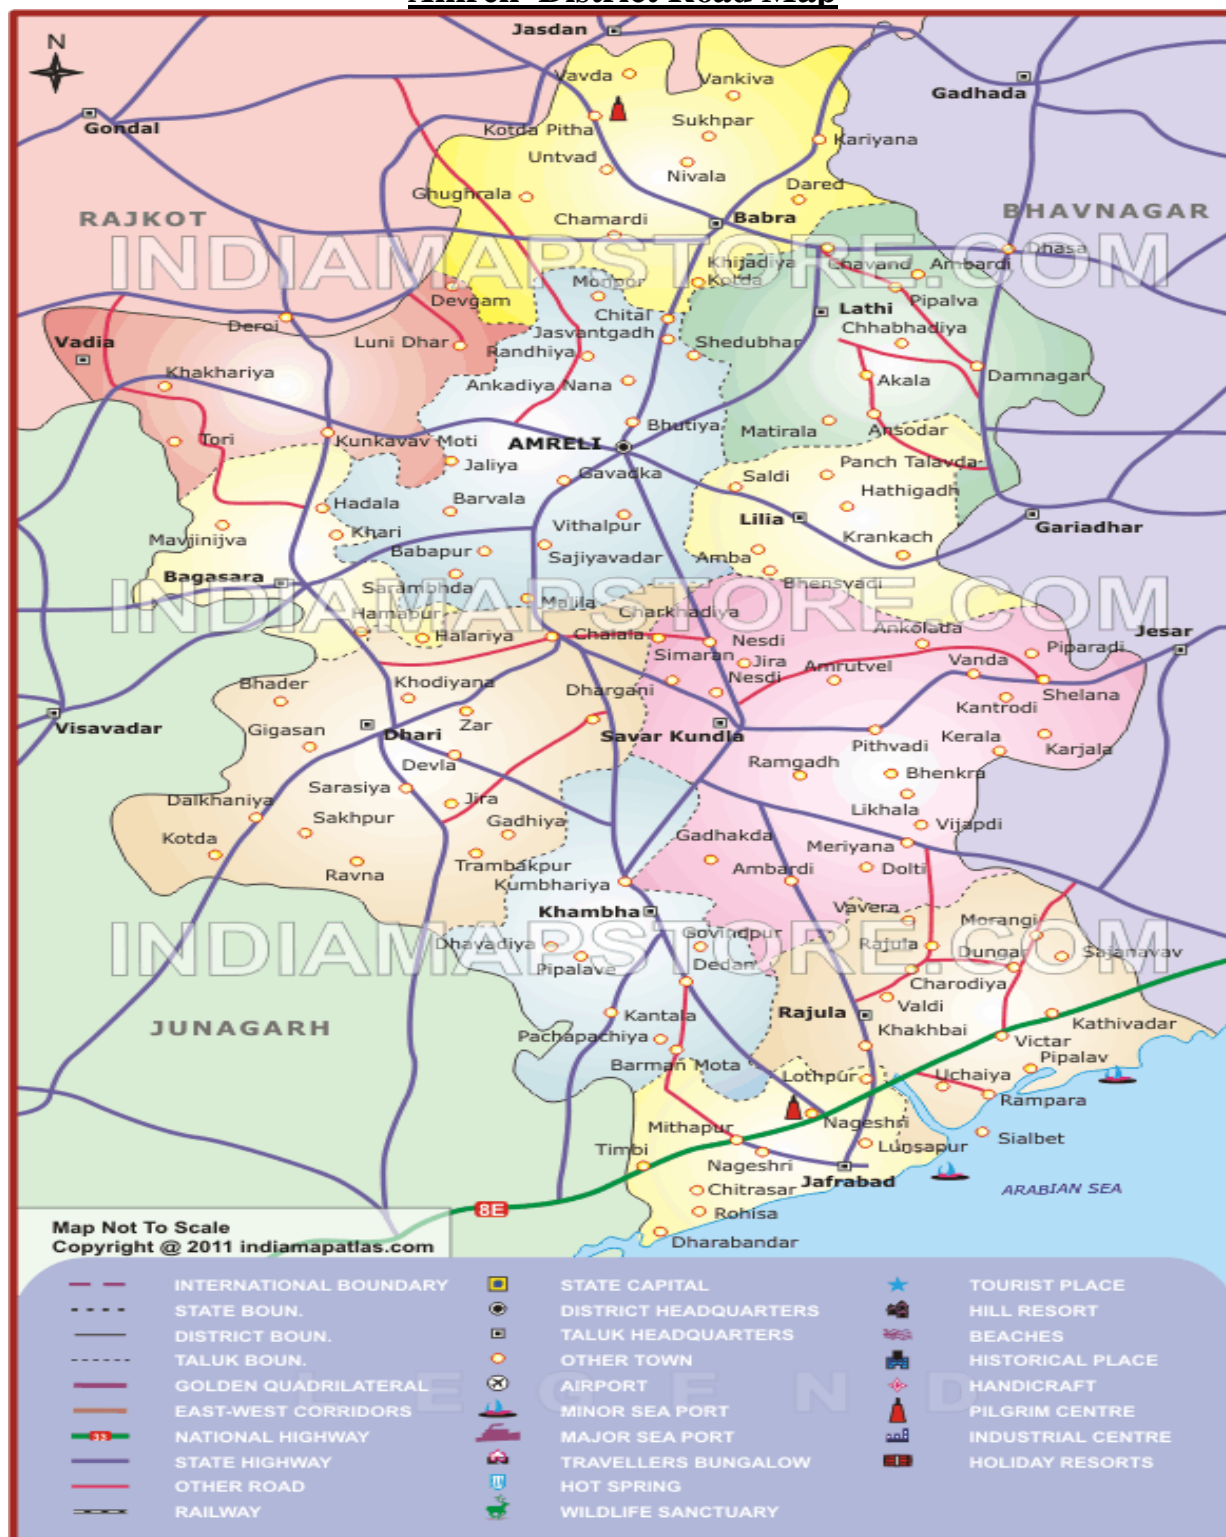 Amreli District Road Map
N
Jasdan
Gadhada
Gondal
Vavda
Vankiva
Kotda Pitha
Sukhpar
Kariyana
Untvad
Nivala
Dared
Ghughrala
RAJKOT
Chamardi
Babra
BHAVNAGAR
INDIAMAPSTORE.COM
Khijadiya
Kotda
Chavand
Ambardi
Dhasa
Devgam
Monpor
Pipalva
Chital
Lathi
Deroi
Jasvantgadh
Chhabhadiya
Vadia
Luni Dhar
Randhiya
Shedubhar
Khakhariya
Ankadiya Nana
Akala
Damnagar
Bhutiya
Matirala
Ansodar
Tori
Kunkavav Moti
AMRELI
Jaliya
Gavadka
Saldi
Panch Talavda
Hathigadh
Hadala
Barvala
Lilia
Gariadhar
Mavjinijva
Khari
Vithalpur
Krankach
Babapur
Sajiyavadar
Amba
Bagasara
Sarambhda
Bhensvadi
INDIAMAPSTORE.COM
Hamapur
Malila
Charkhadiya
Halariya
Chalala
Nesdi
Ankolada
Jesar
Simaran
Jira
Amrutvel
Vanda
Piparadi
Bhader
Khodiyana
Dhargani
Nesdi
Shelana
Kantrodi
Visavadar
Gigasan
Dhari
Zar
Savar Kundla
Pithvadi
Kerala
Karjala
Devla
Ramgadh
Bhenkra
Dalkhaniya
Sarasiya
Jira
Likhala
Sakhpur
Gadhiya
Vijapdi
Kotda
Gadhakda
Meriyana
Ravna
Trambakpur
Ambardi
Dolti
Kumbhariya
Khambha
Vavera
Morangi
INDIAMAPSTORE.COM
Dhavadiya
Govindpur
Rajula
Dungar
Sajanavav
Pipalave
Dedan
Charodiya
JUNAGARH
Kantala
Rajula
Valdi
Kathivadar
Pachapachiya
Khakhbai
Victar
Barman Mota
Lothpur
Uchaiya
Pipalav
Rampara
Mithapur
Nageshri
Sialbet
Timbi
Lunsapur
Nageshri
Jafrabad
Chitrasar
ARABIAN SEA
8E
Rohisa
Dharabandar
Map Not To Scale
Copyright @ 2011 indiamapatlas.com
LEGEND
INTERNATIONAL BOUNDARY
STATE BOUN.
DISTRICT BOUN.
TALUK BOUN.
GOLDEN QUADRILATERAL
EAST-WEST CORRIDORS
33 NATIONAL HIGHWAY
STATE HIGHWAY
OTHER ROAD
RAILWAY
STATE CAPITAL
DISTRICT HEADQUARTERS
TALUK HEADQUARTERS
OTHER TOWN
AIRPORT
MINOR SEA PORT
MAJOR SEA PORT
TRAVELLERS BUNGALOW
HOT SPRING
WILDLIFE SANCTUARY
TOURIST PLACE
HILL RESORT
BEACHES
HISTORICAL PLACE
HANDICRAFT
PILGRIM CENTRE
INDUSTRIAL CENTRE
HOLIDAY RESORTS